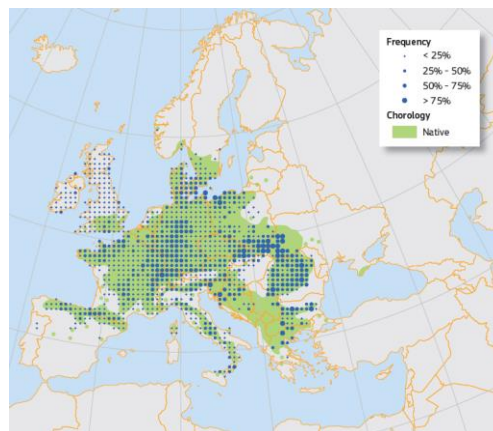 Frequency
< 25%
25% - 50%
50% - 75%
> 75%
Chorology
Native